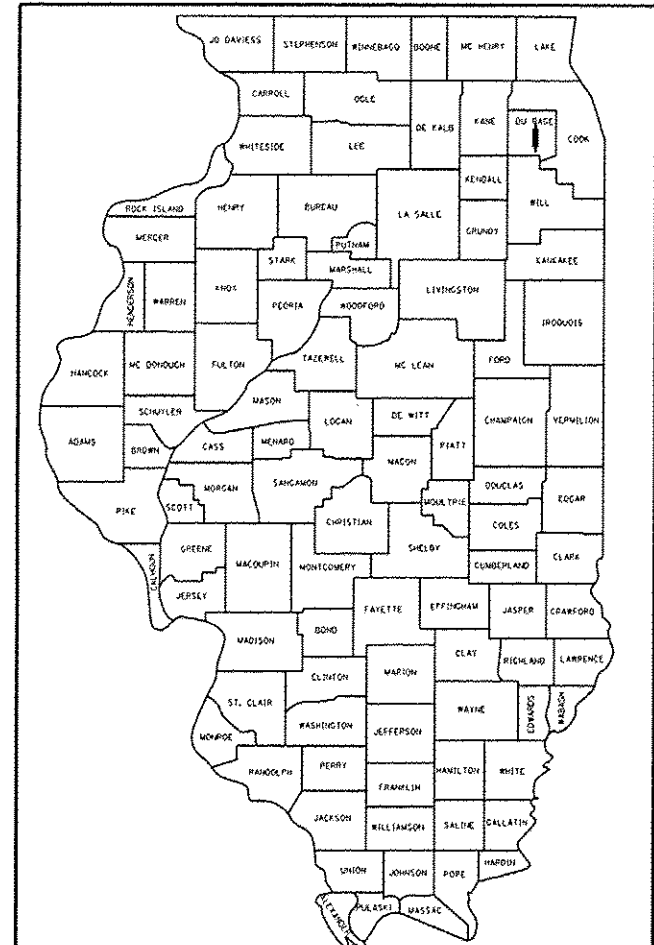 JO DAVIESS
STEPHENSON
WINNEBAGO
BOONE
MC HENRY
LAKE
CARROLL
OGLE
DE KALB
KANE
DU PAGE
COOK
WHITESIDE
LEE
KENDALL
WILL
ROCK ISLAND
HENRY
BUREAU
LA SALLE
GRUNDY
MERCER
PUTNAM
STARK
MARSHALL
KANKAKEE
HENDERSON
WARREN
KNOX
PEORIA
WOODFORD
LIVINGSTON
IROQUOIS
HANCOCK
MC DONOUGH
FULTON
TAZEWELL
MC LEAN
FORD
MASON
SCHUYLER
LOGAN
DE WITT
CHAMPAIGN
VERMILION
ADAMS
BROWN
CASS
MENARD
PIATT
MACON
MORGAN
SANGAMON
DOUGLAS
EDGAR
PIKE
SCOTT
CHRISTIAN
MOULTRIE
COLES
CALHOUN
GREENE
MACOUPIN
MONTGOMERY
SHELBY
CUMBERLAND
CLARK
JERSEY
FAYETTE
EFFINGHAM
JASPER
CRAWFORD
MADISON
BOND
CLAY
RICHLAND
LAWRENCE
CLINTON
MARION
ST. CLAIR
WAYNE
EDWARDS
WABASH
MONROE
WASHINGTON
JEFFERSON
RANDOLPH
PERRY
HAMILTON
WHITE
FRANKLIN
JACKSON
WILLIAMSON
SALINE
GALLATIN
UNION
JOHNSON
POPE
HARDIN
ALEXANDER
PULASKI
MASSAC